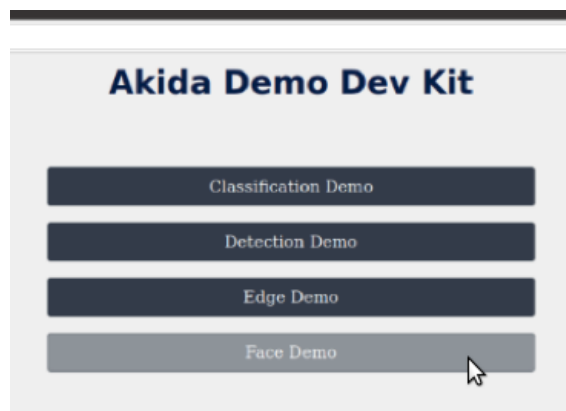 Akida Demo Dev Kit
Classification Demo
Detection Demo
Edge Demo
Face Demo